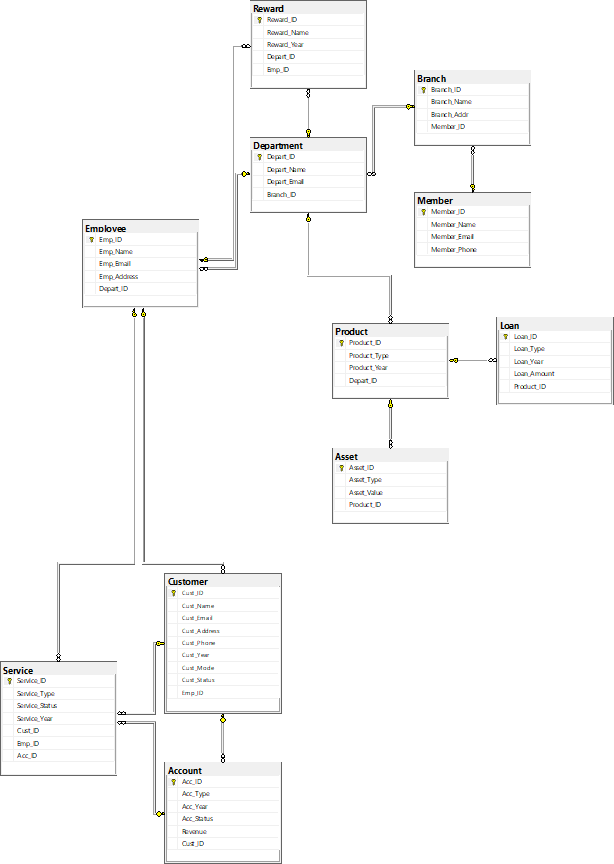 Reward
Reward_ID
Reward_Name
Reward_Year
Depart_ID
Emp_ID
Branch
Branch_ID
Branch_Name
Branch_Addr
Member_ID
Department
Depart_ID
Depart_Name
Depart_Email
Branch_ID
Member
Member_ID
Member_Name
Member_Email
Member_Phone
Employee
Emp_ID
Emp_Name
Emp_Email
Emp_Address
Depart_ID
Product
Product_ID
Product_Type
Product_Year
Depart_ID
Loan
Loan_ID
Loan_Type
Loan_Year
Loan_Amount
Product_ID
Asset
Asset_ID
Asset_Type
Asset_Value
Product_ID
Customer
Cust_ID
Cust_Name
Cust_Email
Cust_Address
Cust_Phone
Cust_Year
Cust_Mode
Cust_Status
Emp_ID
Service
Service_ID
Service_Type
Service_Status
Service_Year
Cust_ID
Emp_ID
Acc_ID
Account
Acc_ID
Acc_Type
Acc_Year
Acc_Status
Revenue
Cust_ID